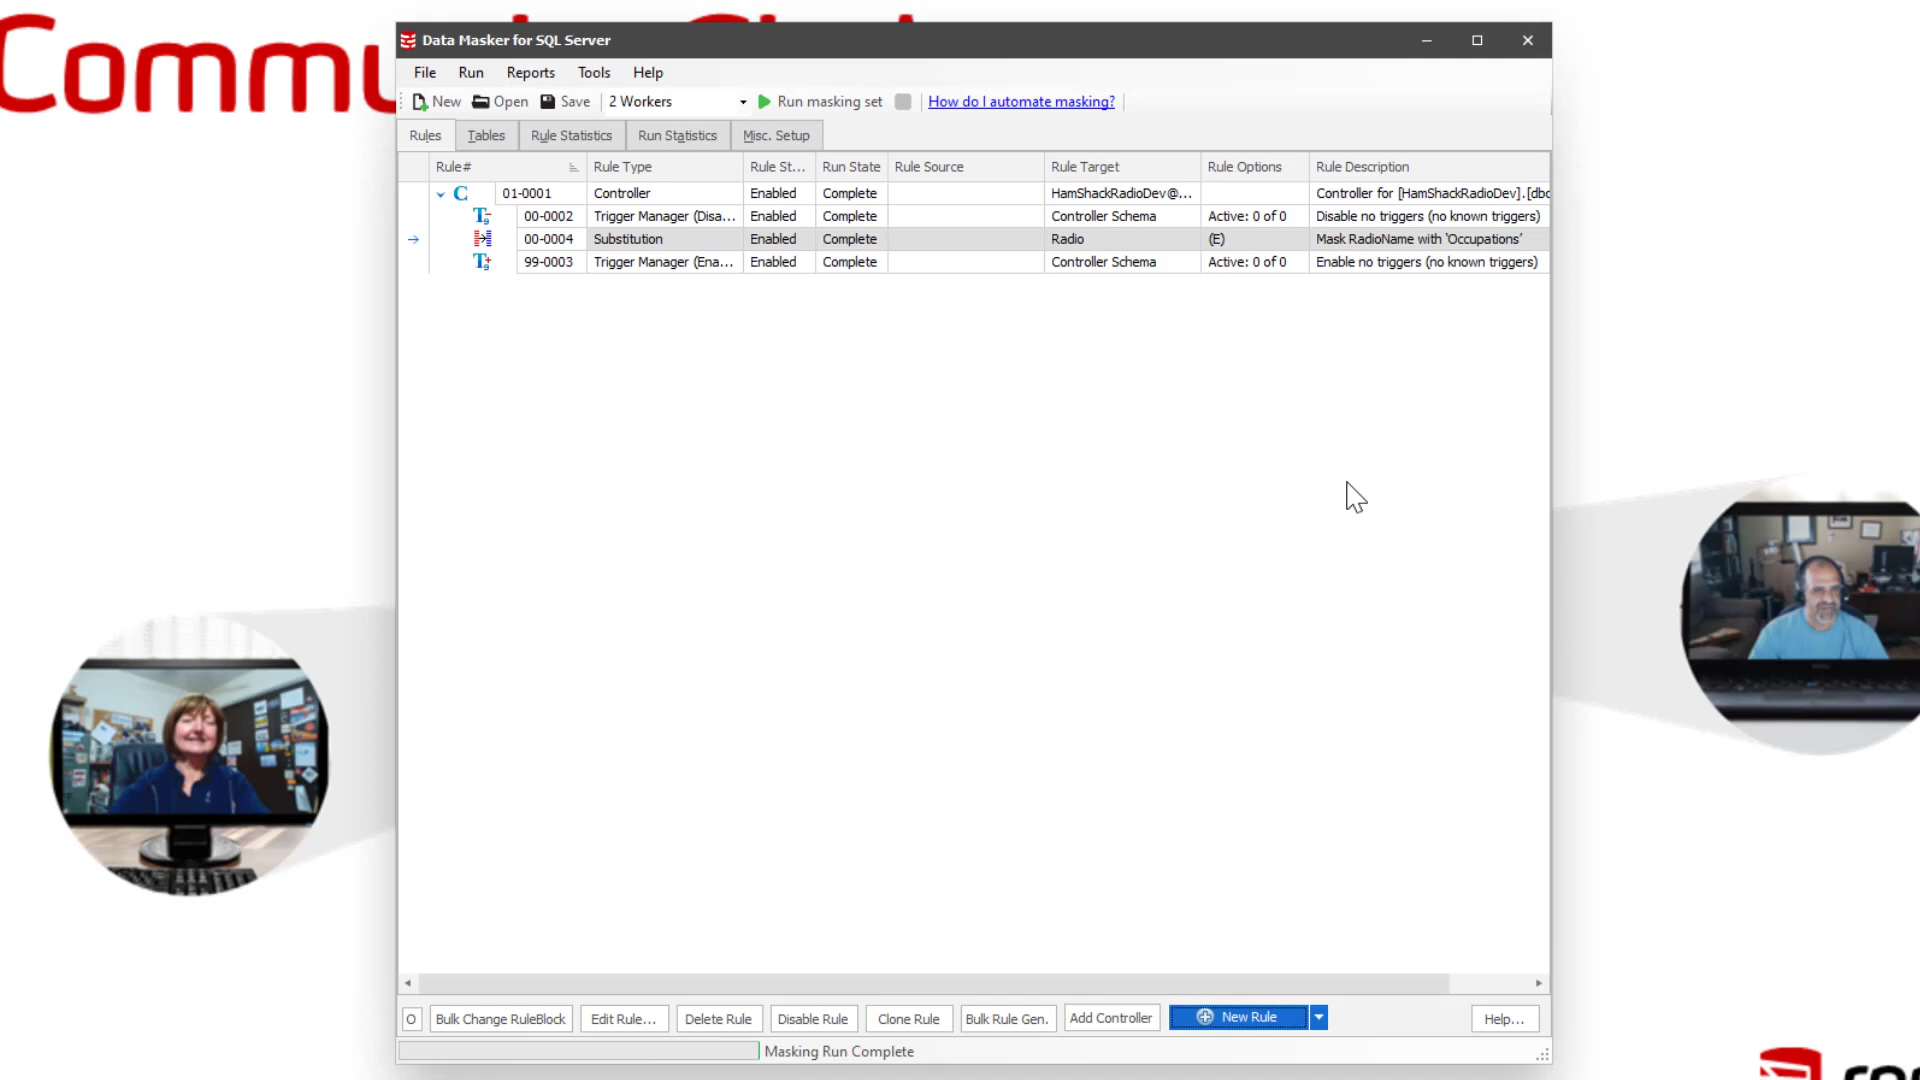 Commu
Data Masker for SQL Server
File Run Reports Tools Help
New Open Save 2 Workers Run masking set How do I automate masking?
Rules Tables Rule Statistics Run Statistics Misc. Setup
Rule# Rule Type Rule St... Run State Rule Source Rule Target Rule Options Rule Description
C 01-0001 Controller Enabled Complete HamShackRadioDev@... Controller for [HamShackRadioDev].[dbo
00-0002 Trigger Manager (Disa... Enabled Complete Controller Schema Active: 0 of 0 Disable no triggers (no known triggers)
00-0004 Substitution Enabled Complete Radio (E) Mask RadioName with 'Occupations'
99-0003 Trigger Manager (Ena... Enabled Complete Controller Schema Active: 0 of 0 Enable no triggers (no known triggers)
O Bulk Change RuleBlock Edit Rule... Delete Rule Disable Rule Clone Rule Bulk Rule Gen. Add Controller New Rule Help...
Masking Run Complete